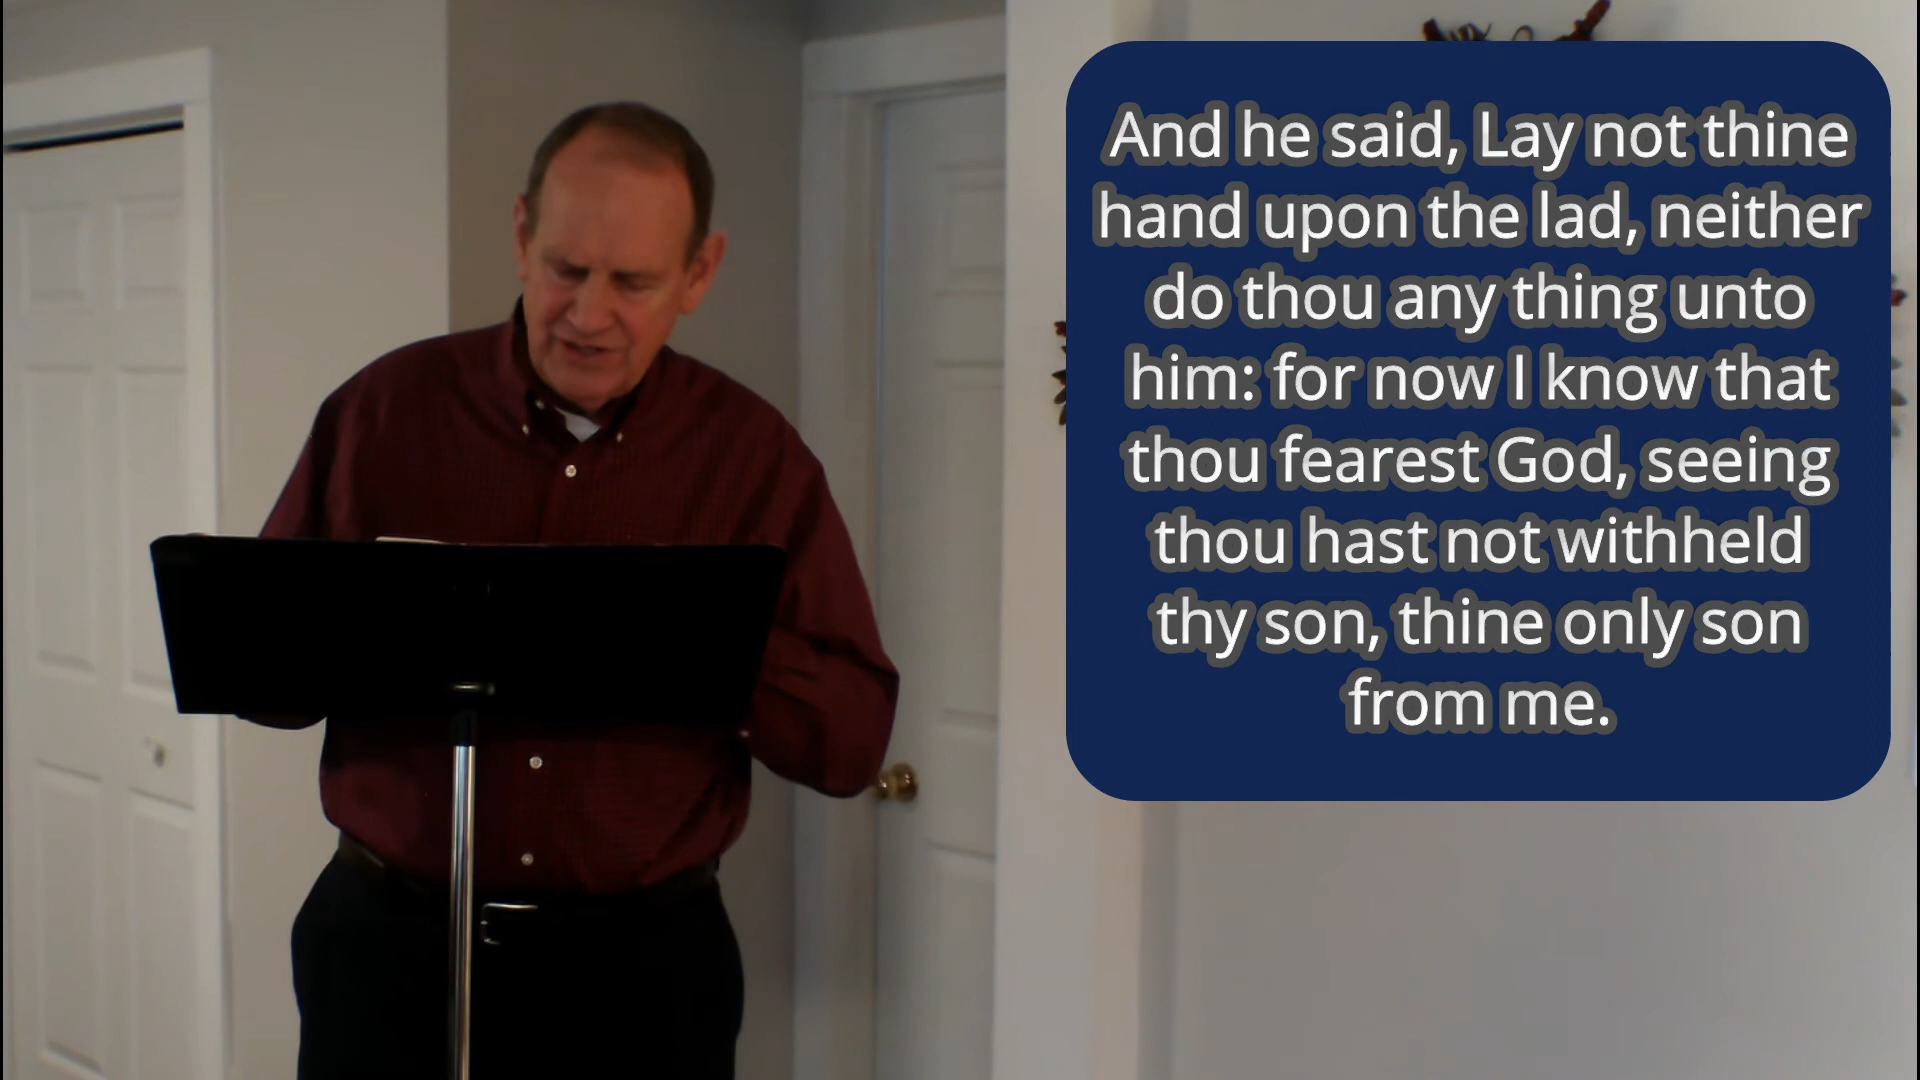 And he said, Lay not thine
hand upon the lad, neither
do thou any thing unto
him: for now I know that
thou fearest God, seeing
thou hast not withheld
thy son, thine only son
from me.